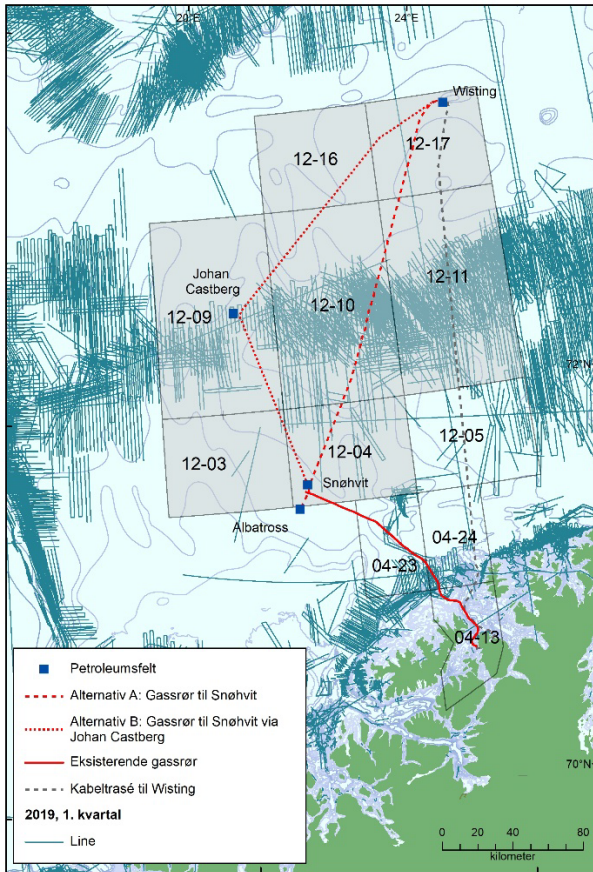 20°E
24°E
Wisting
12-17
12-16
Johan
Castberg
12-11
12-10
12-09
72°N
12-05
12-04
12-03
Snøhvit
Albatross
04-24
04-23
04-13
Petroleumsfelt
Alternativ A: Gassrør til Snøhvit
Alternativ B: Gassrør til Snøhvit via
Johan Castberg
Eksisterende gassrør
Kabeltrasé til Wisting
2019, 1. kvartal
Line
70°N
0 20 40 80
kilometer